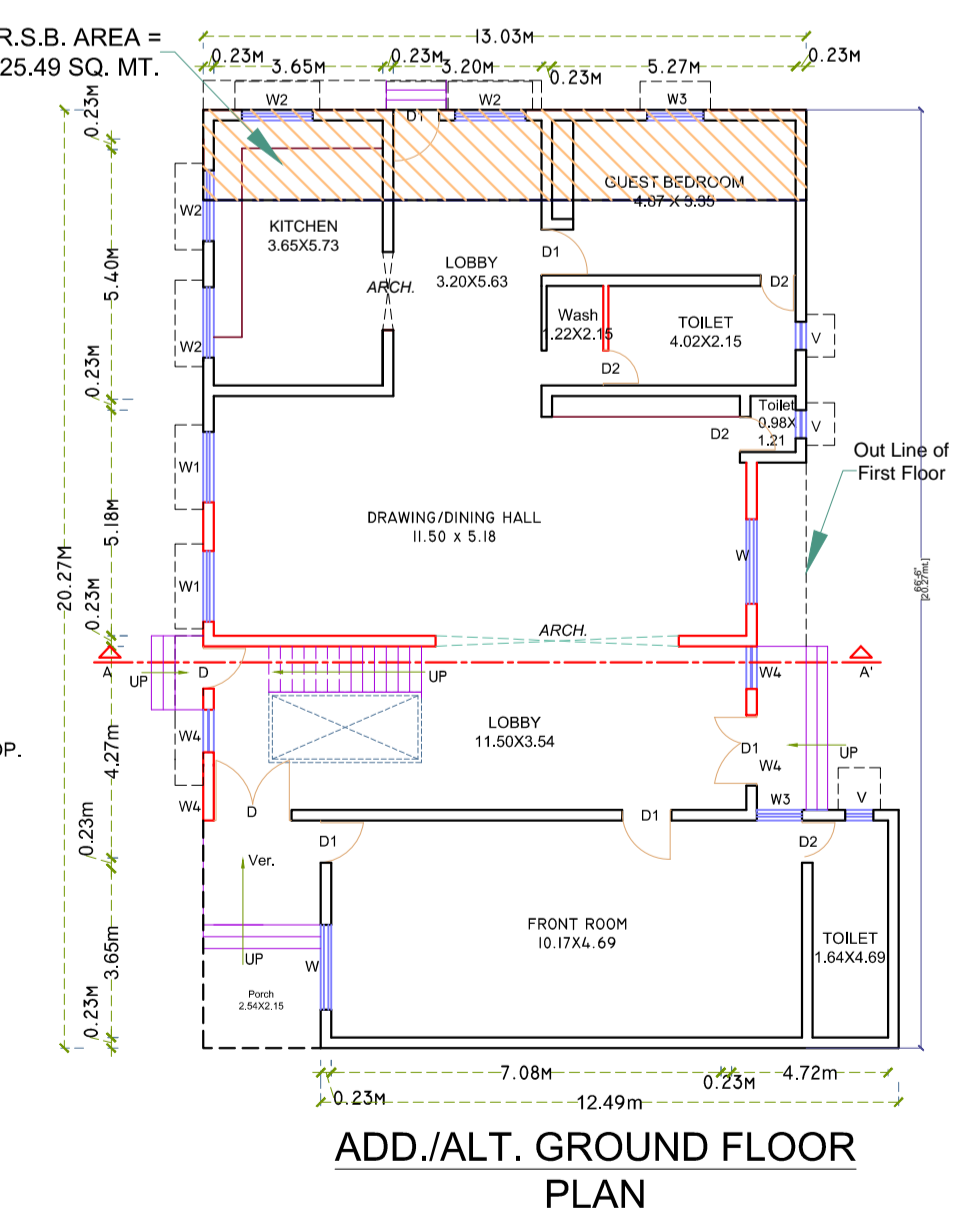 R.S.B. AREA =
25.49 SQ. MT.
13.03M
0.23M
3.65M
0.23M
3.20M
0.23M
5.27M
0.23M
W2
D1
W2
W3
0.23M
GUEST BEDROOM
4.07 X 3.35
W2
KITCHEN
3.65X5.73
LOBBY
3.20X5.63
D1
ARCH.
D2
5.40M
Wash
1.22X2.15
TOILET
4.02X2.15
V
W2
D2
0.23M
Toilet
0.98X
1.21
V
D2
Out Line of
First Floor
W1
DRAWING/DINING HALL
11.50 x 5.18
5.18M
W
20.27M
W1
66'-6"
[20.27mt.]
0.23M
ARCH.
A
UP
D
UP
W4
A'
LOBBY
11.50X3.54
OP.
W4
4.27m
D1
UP
W4
W4
D
W3
V
0.23m
D1
D1
D2
Ver.
FRONT ROOM
10.17X4.69
3.65m
TOILET
1.64X4.69
UP
W
Porch
2.54X2.15
0.23M
7.08M
4.72m
0.23M
0.23M
12.49m
ADD./ALT. GROUND FLOOR
PLAN